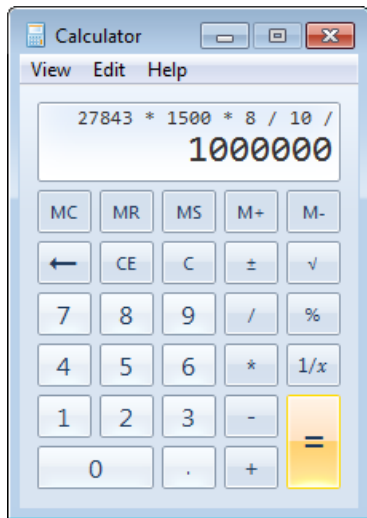 Calculator
View Edit Help
27843 * 1500 * 8 / 10 /
1000000
MC MR MS M+ M-
← CE C ± √
7 8 9 / %
4 5 6 * 1/x
1 2 3 - =
0 . +